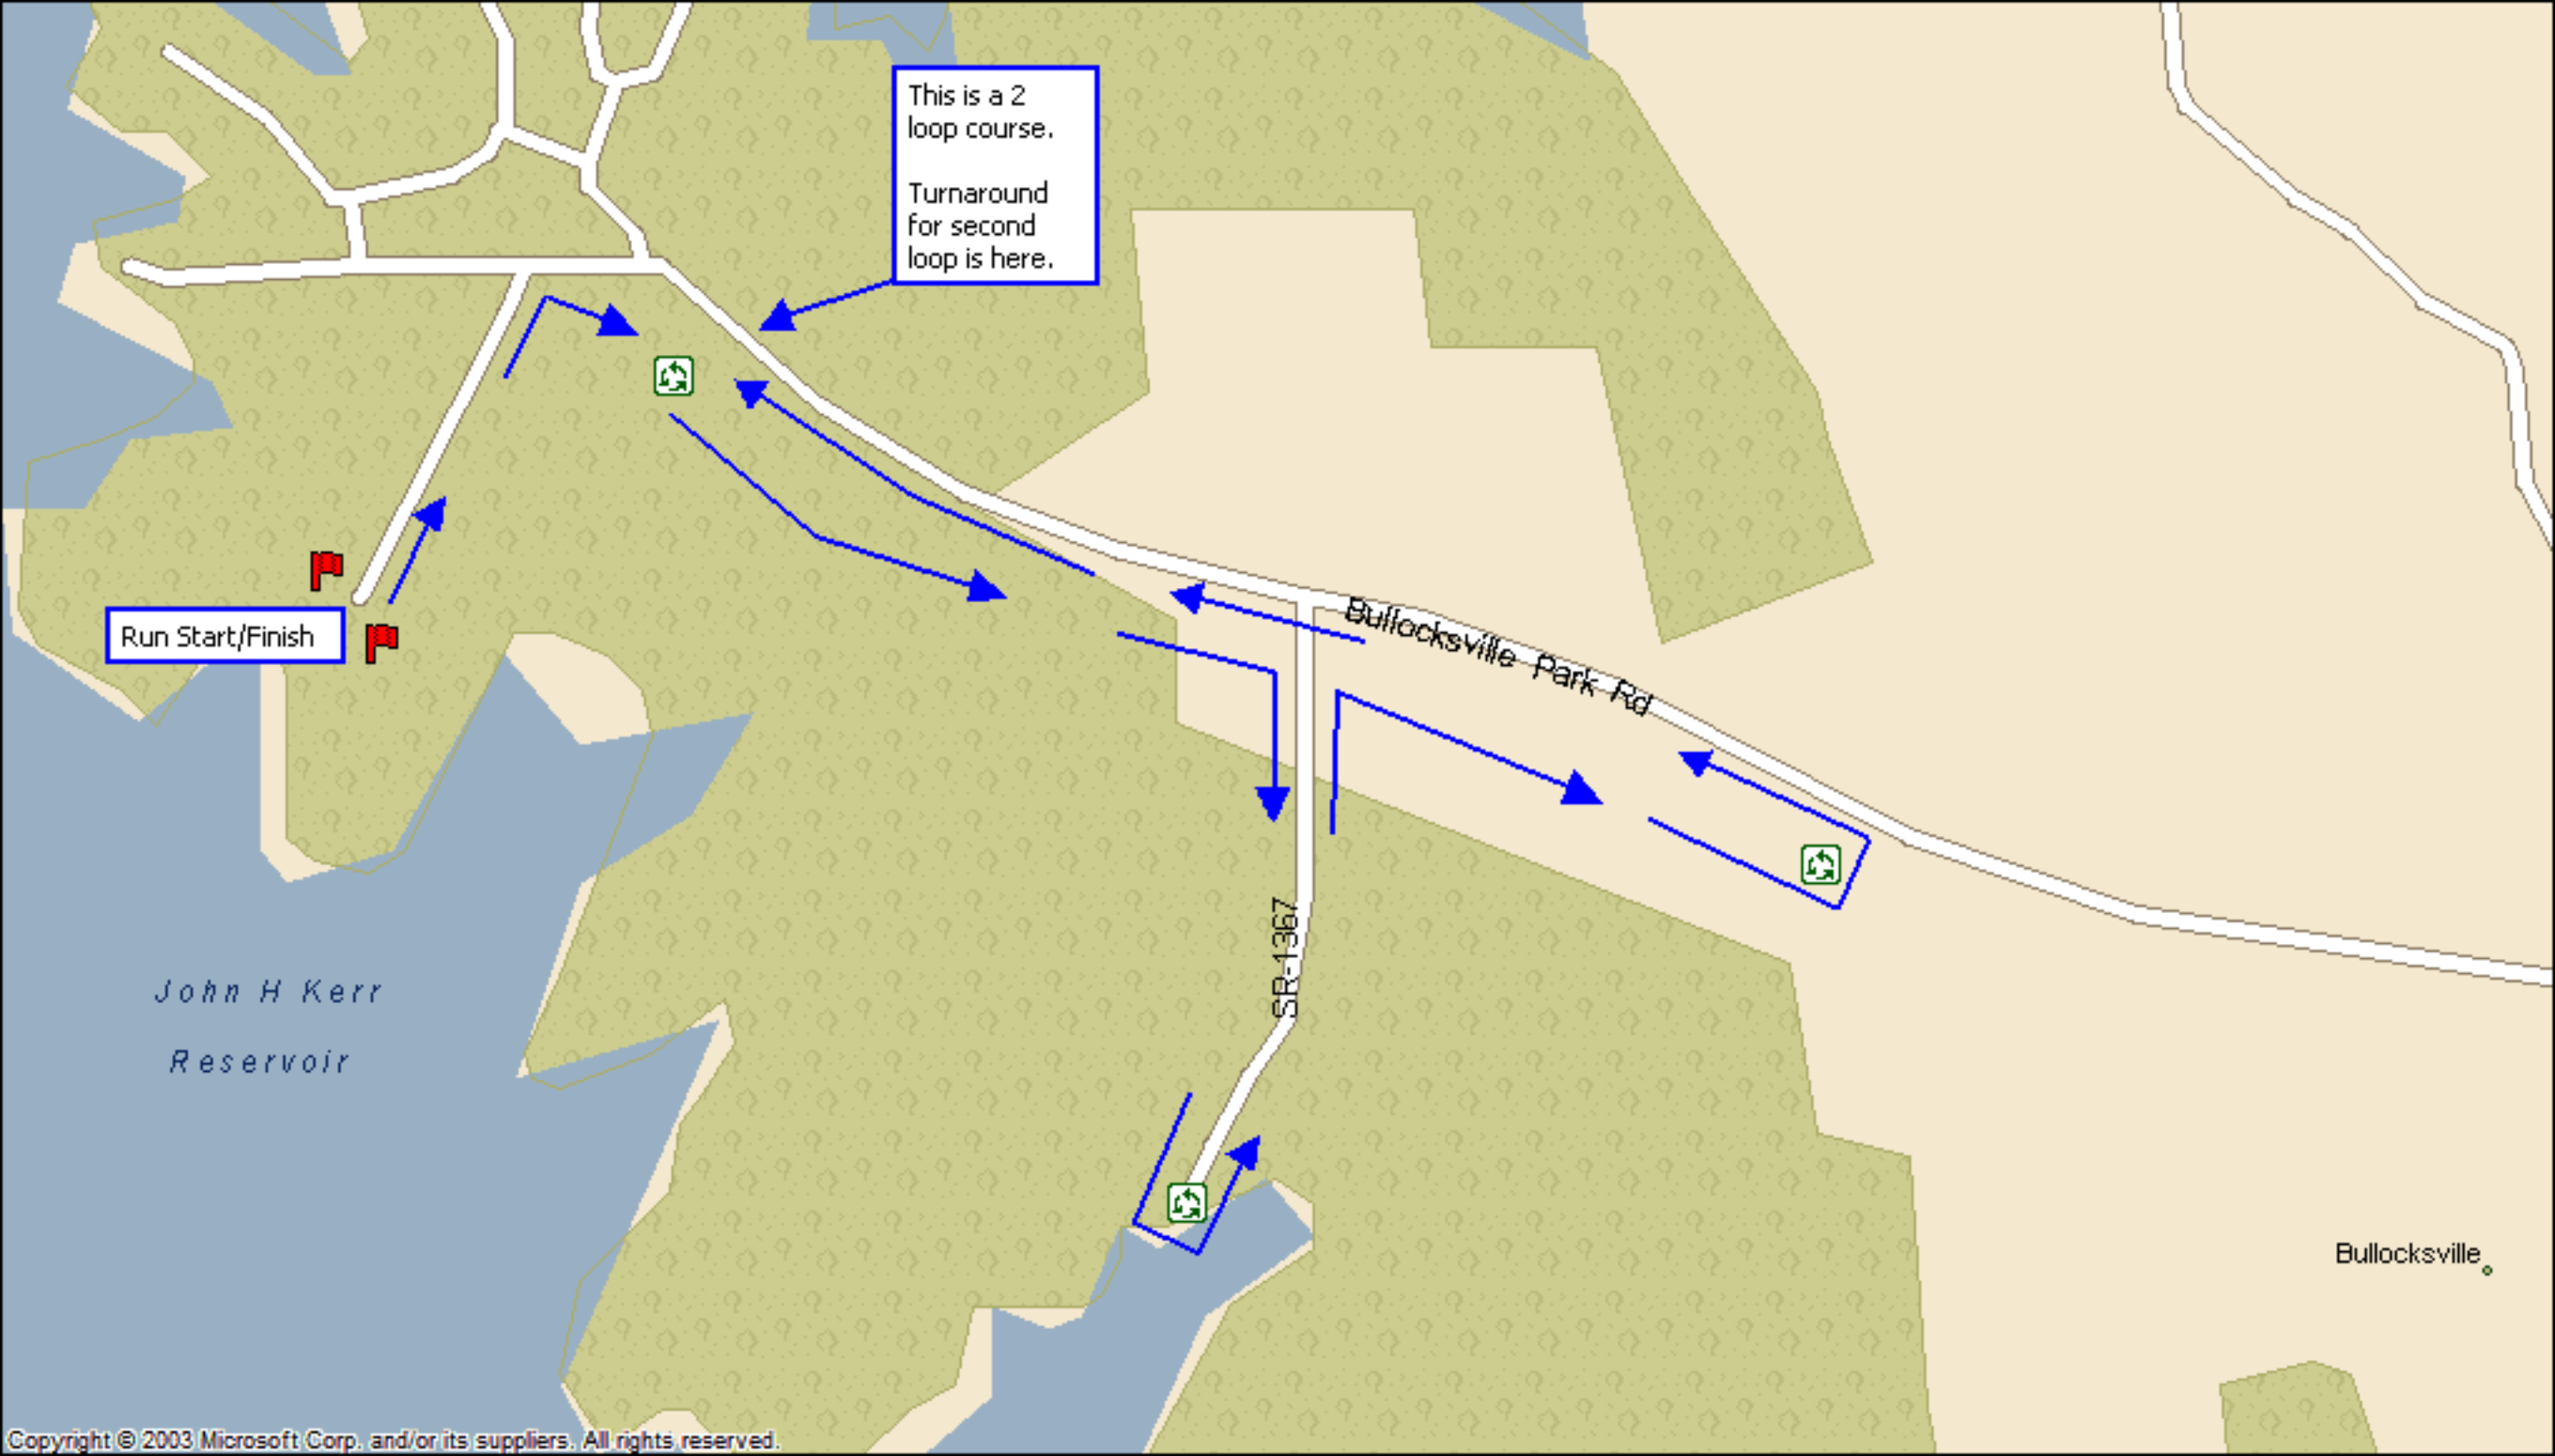 This is a 2
loop course.
Turnaround
for second
loop is here.
Run Start/Finish
Bullocksville Park Rd
SR-1367
John H Kerr
Reservoir
Bullocksville
Copyright © 2003 Microsoft Corp. and/or its suppliers. All rights reserved.